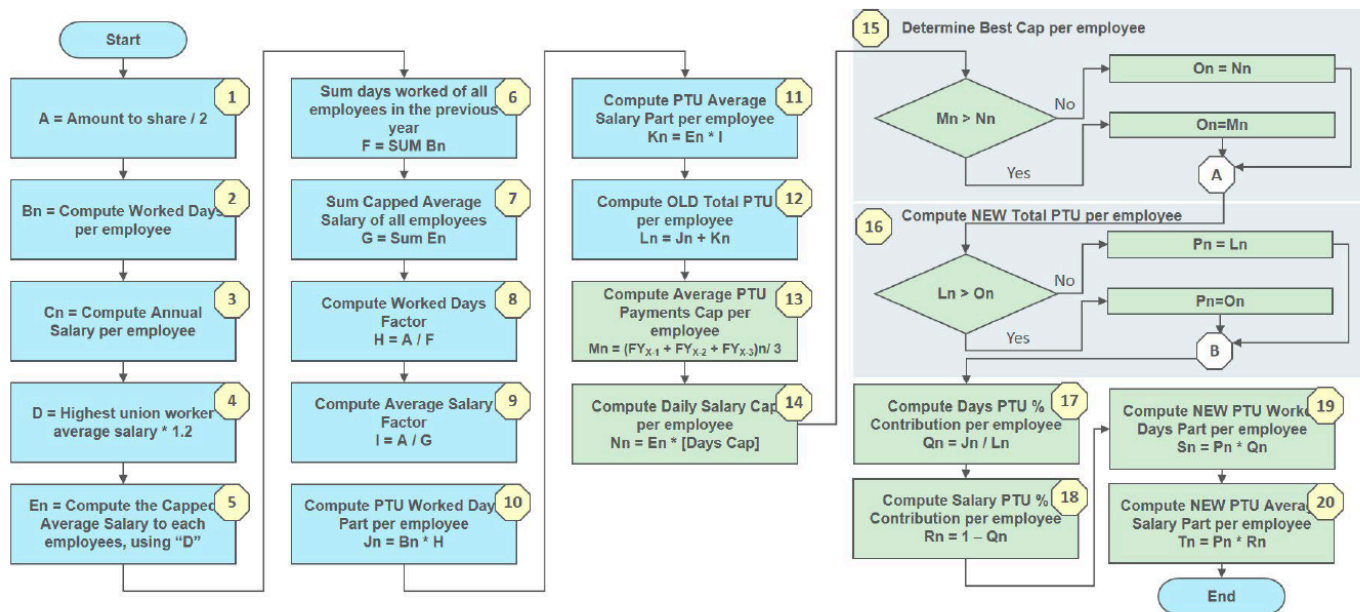 Start
1
A = Amount to share / 2
2
Bn = Compute Worked Days
per employee
3
Cn = Compute Annual
Salary per employee
4
D = Highest union worker
average salary * 1.2
5
En = Compute the Capped
Average Salary to each
employees, using “D”
6
Sum days worked of all
employees in the previous
year
F = SUM Bn
7
Sum Capped Average
Salary of all employees
G = Sum En
8
Compute Worked Days
Factor
H = A / F
9
Compute Average Salary
Factor
I = A / G
10
Compute PTU Worked Day
Part per employee
Jn = Bn * H
11
Compute PTU Average
Salary Part per employee
Kn = En * I
12
Compute OLD Total PTU
per employee
Ln = Jn + Kn
13
Compute Average PTU
Payments Cap per
employee
Mn = (FYX-1 + FYX-2 + FYX-3)n/ 3
14
Compute Daily Salary Cap
per employee
Nn = En * [Days Cap]
15
Determine Best Cap per employee
Mn > Nn
No
On = Nn
Yes
On=Mn
A
16
Compute NEW Total PTU per employee
Ln > On
No
Pn = Ln
Yes
Pn=On
B
17
Compute Days PTU %
Contribution per employee
Qn = Jn / Ln
18
Compute Salary PTU %
Contribution per employee
Rn = 1 – Qn
19
Compute NEW PTU Worked
Days Part per employee
Sn = Pn * Qn
20
Compute NEW PTU Average
Salary Part per employee
Tn = Pn * Rn
End